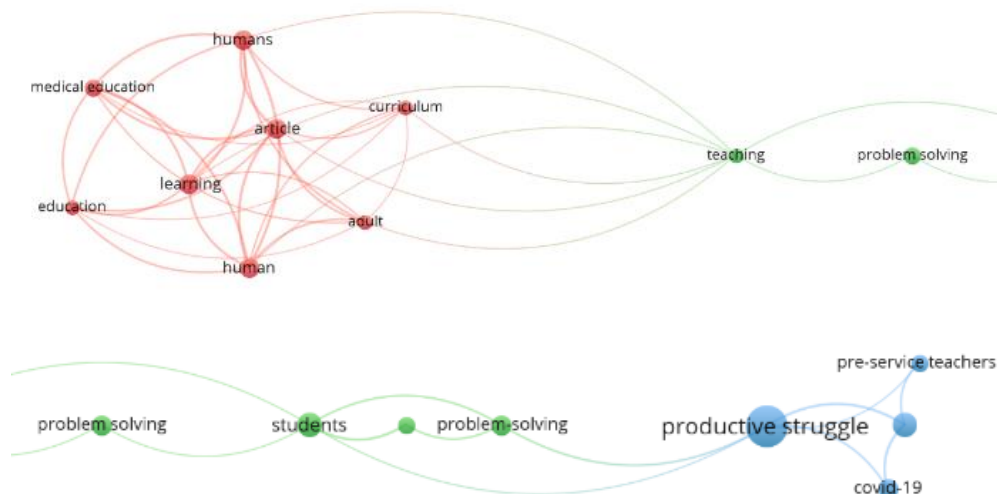 humans
medical education
curriculum
article
teaching
problem solving
learning
education
adult
human
pre-service teachers
problem solving
students
problem-solving
productive struggle
covid-19